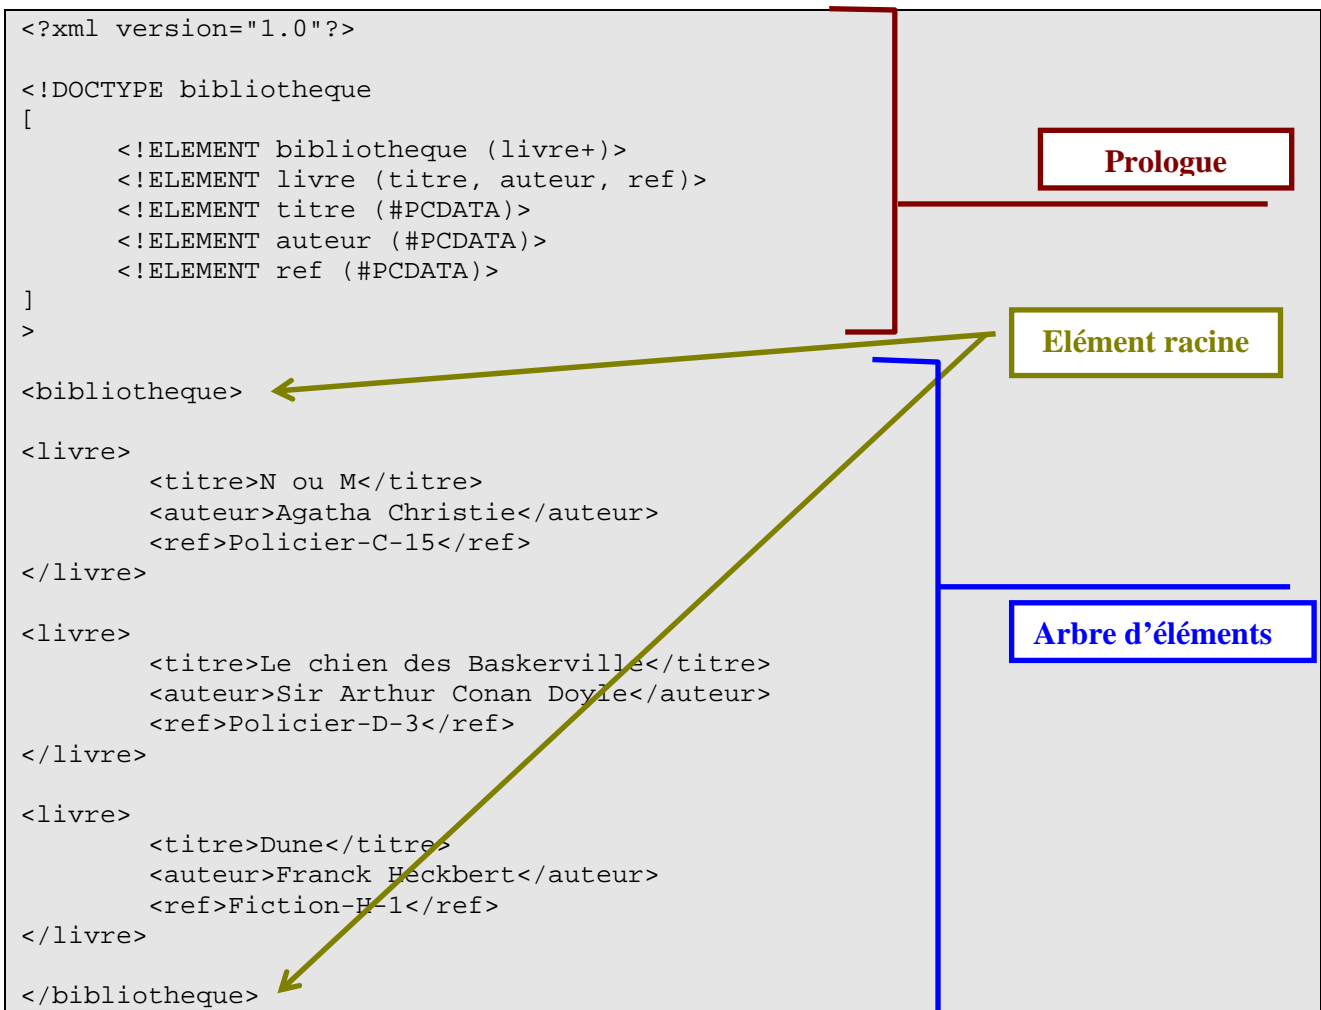 <?xml version="1.0"?>
<!DOCTYPE bibliotheque
[
<!ELEMENT bibliotheque (livre+)>
<!ELEMENT livre (titre, auteur, ref)>
<!ELEMENT titre (#PCDATA)>
<!ELEMENT auteur (#PCDATA)>
<!ELEMENT ref (#PCDATA)>
]
>
Prologue
Elément racine
<bibliotheque>
<livre>
<titre>N ou M</titre>
<auteur>Agatha Christie</auteur>
<ref>Policier-C-15</ref>
</livre>
Arbre d’éléments
<livre>
<titre>Le chien des Baskerville</titre>
<auteur>Sir Arthur Conan Doyle</auteur>
<ref>Policier-D-3</ref>
</livre>
<livre>
<titre>Dune</titre>
<auteur>Franck Heckbert</auteur>
<ref>Fiction-H-1</ref>
</livre>
</bibliotheque>